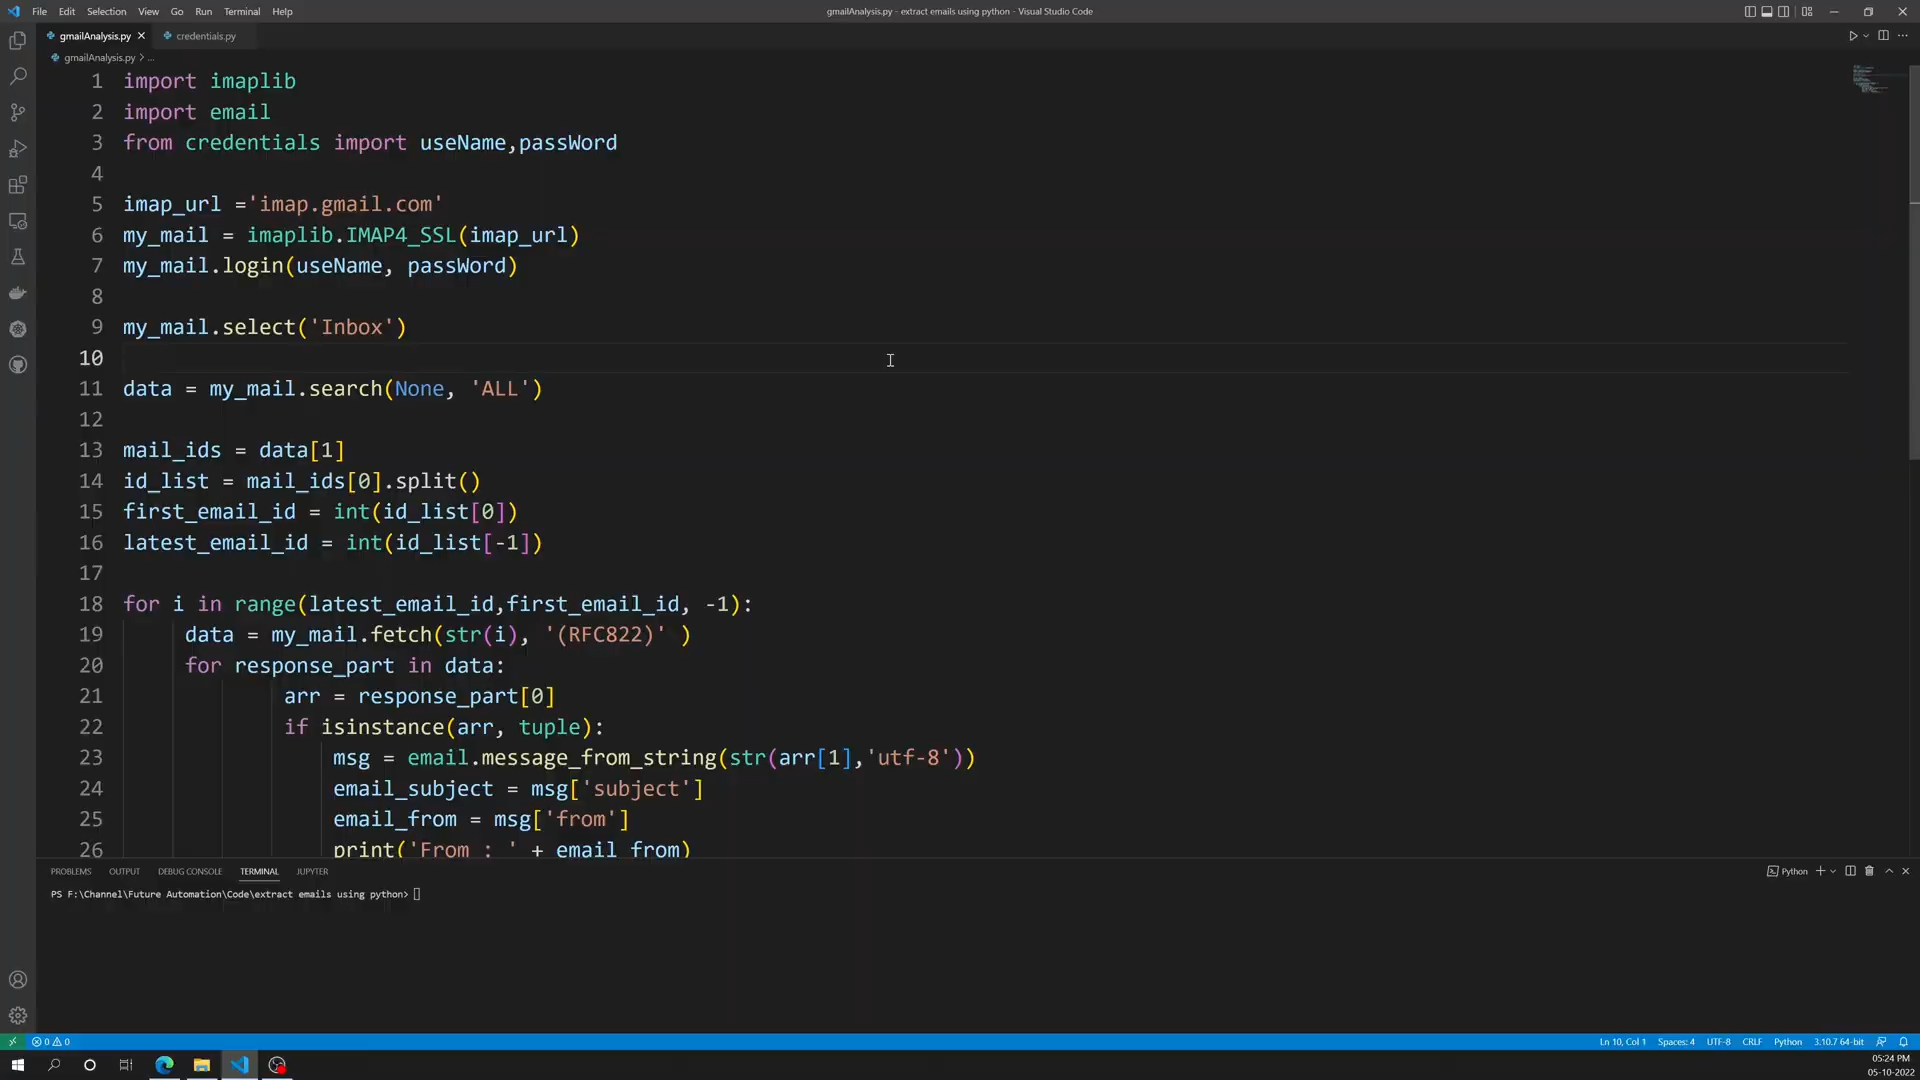 File Edit Selection View Go Run Terminal Help gmailAnalysis.py - extract emails using python - Visual Studio Code
gmailAnalysis.py credentials.py
gmailAnalysis.py > ...
1 import imaplib
2 import email
3 from credentials import useName,passWord
4
5 imap_url ='imap.gmail.com'
6 my_mail = imaplib.IMAP4_SSL(imap_url)
7 my_mail.login(useName, passWord)
8
9 my_mail.select('Inbox')
10
11 data = my_mail.search(None, 'ALL')
12
13 mail_ids = data[1]
14 id_list = mail_ids[0].split()
15 first_email_id = int(id_list[0])
16 latest_email_id = int(id_list[-1])
17
18 for i in range(latest_email_id,first_email_id, -1):
19 data = my_mail.fetch(str(i), '(RFC822)' )
20 for response_part in data:
21 arr = response_part[0]
22 if isinstance(arr, tuple):
23 msg = email.message_from_string(str(arr[1],'utf-8'))
24 email_subject = msg['subject']
25 email_from = msg['from']
26 print('From : ' + email_from)
PROBLEMS OUTPUT DEBUG CONSOLE TERMINAL JUPYTER Python
PS F:\Channel\Future Automation\Code\extract emails using python>
0 0 Ln 10, Col 1 Spaces: 4 UTF-8 CRLF Python 3.10.7 64-bit
05:24 PM
05-10-2022